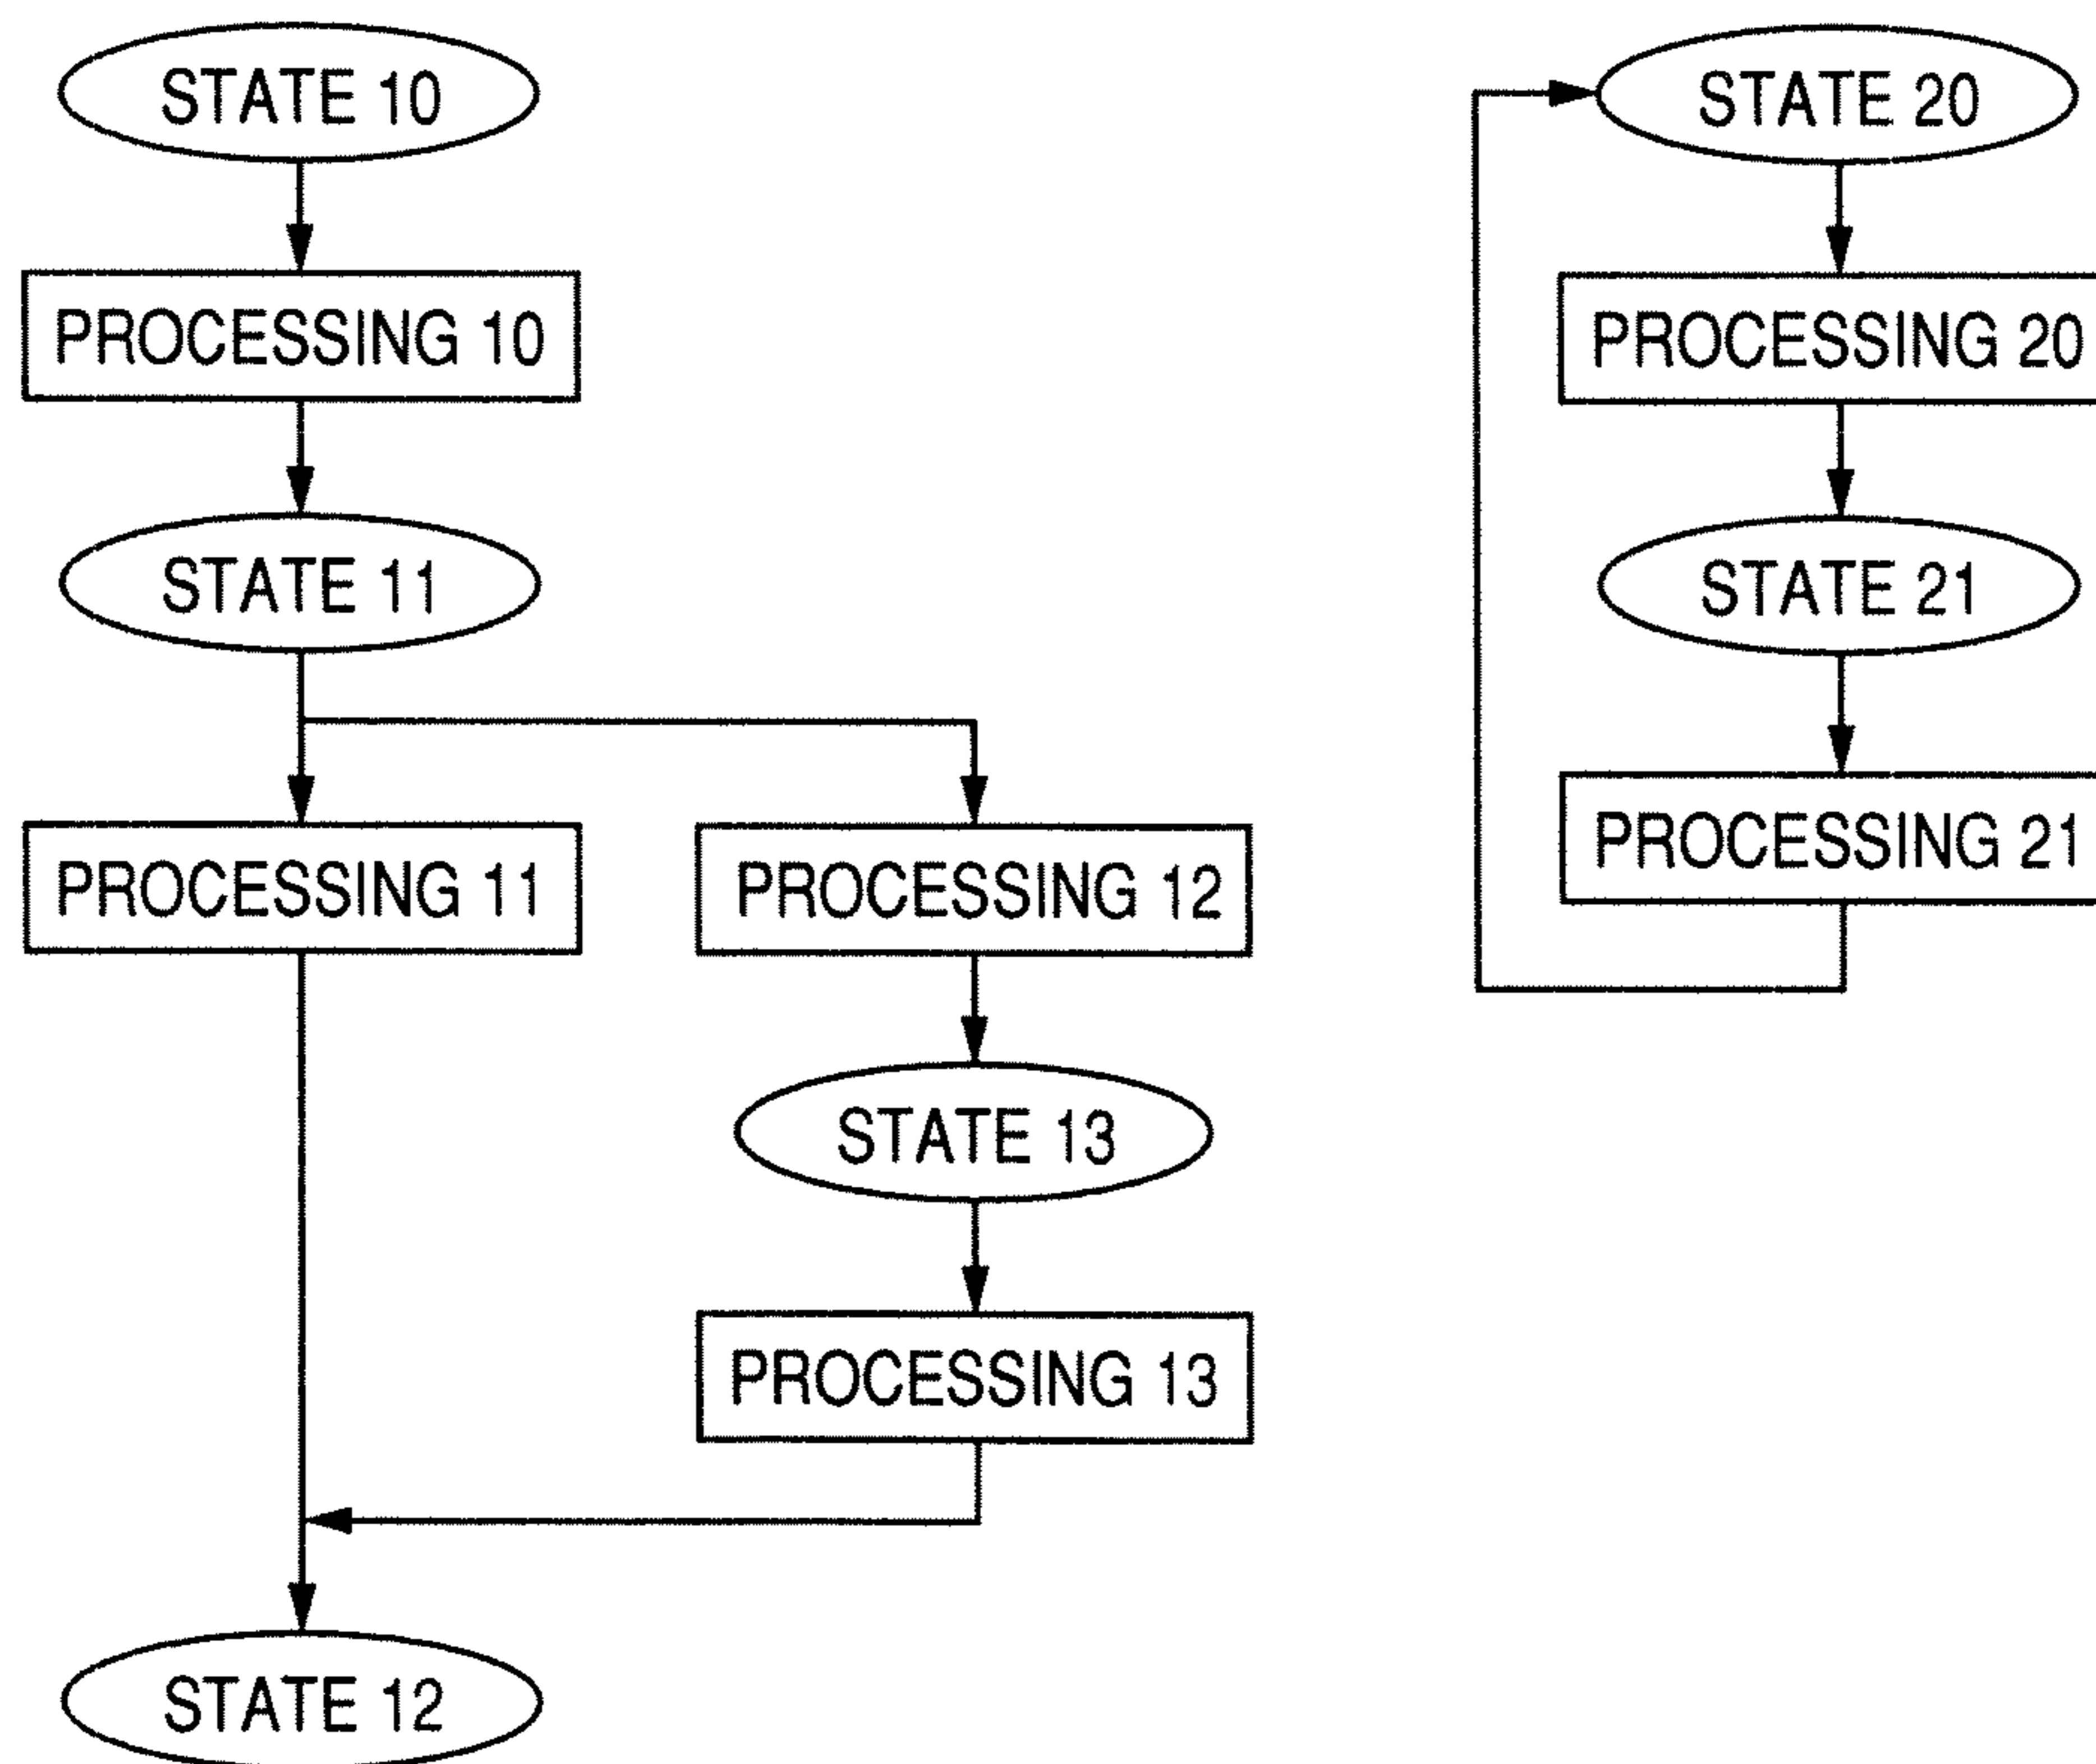 STATE 10
PROCESSING 10
STATE 11
PROCESSING 11
PROCESSING 12
STATE 13
PROCESSING 13
STATE 12
STATE 20
PROCESSING 20
STATE 21
PROCESSING 21